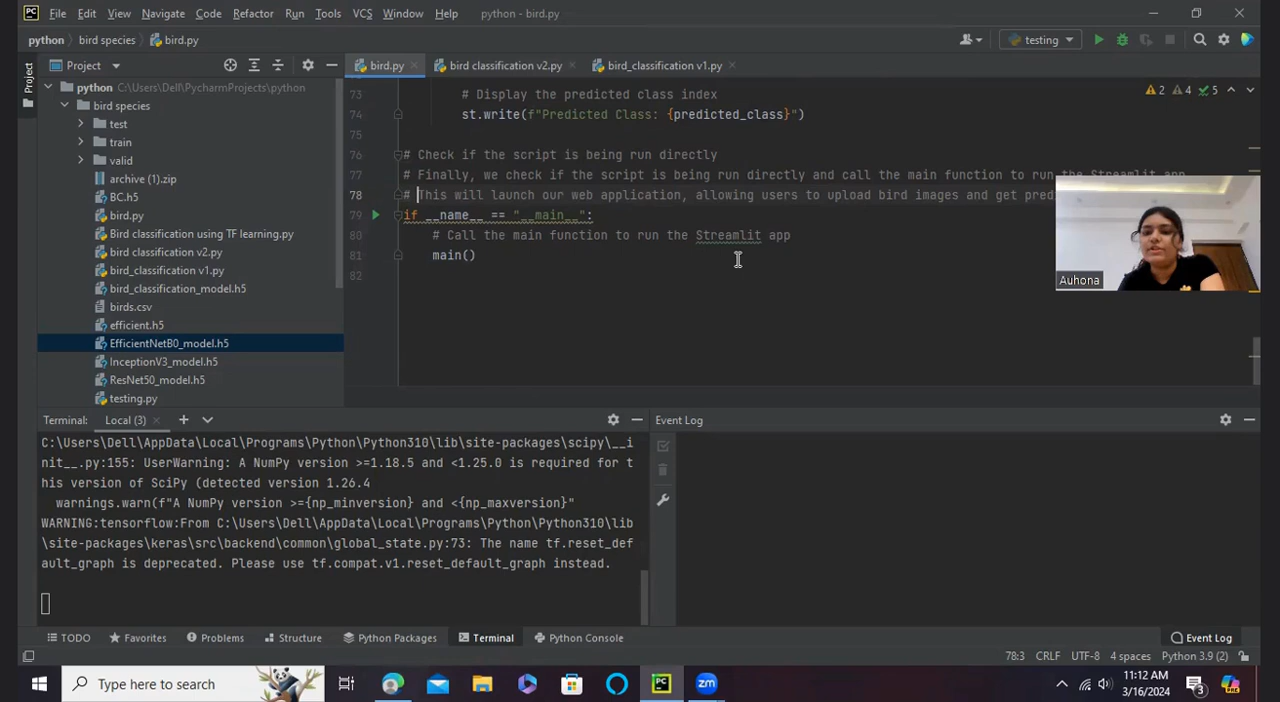 PC File Edit View Navigate Code Refactor Run Tools VCS Window Help python - bird.py
python bird species bird.py testing
Project
Project
bird.py bird classification v2.py bird_classification v1.py
python C:\Users\Dell\PycharmProjects\python
bird species
test
train
valid
archive (1).zip
BC.h5
bird.py
Bird classification using TF learning.py
bird classification v2.py
bird_classification v1.py
bird_classification_model.h5
birds.csv
efficient.h5
EfficientNetB0_model.h5
InceptionV3_model.h5
ResNet50_model.h5
testing.py
2 4 5
73 # Display the predicted class index
74 st.write(f"Predicted Class: {predicted_class}")
75
76 # Check if the script is being run directly
77 # Finally, we check if the script is being run directly and call the main function to run the Streamlit app
78 # This will launch our web application, allowing users to upload bird images and get pred
79 if __name__ == "__main__":
80 # Call the main function to run the Streamlit app
81 main()
82
Auhona
Terminal: Local (3)
C:\Users\Dell\AppData\Local\Programs\Python\Python310\lib\site-packages\scipy\__i
nit__.py:155: UserWarning: A NumPy version >=1.18.5 and <1.25.0 is required for t
his version of SciPy (detected version 1.26.4
warnings.warn(f"A NumPy version >={np_minversion} and <{np_maxversion}"
WARNING:tensorflow:From C:\Users\Dell\AppData\Local\Programs\Python\Python310\lib
\site-packages\keras\src\backend\common\global_state.py:73: The name tf.reset_def
ault_graph is deprecated. Please use tf.compat.v1.reset_default_graph instead.
Event Log
TODO Favorites Problems Structure Python Packages Terminal Python Console Event Log
78:3 CRLF UTF-8 4 spaces Python 3.9 (2)
Type here to search
PC
zm
11:12 AM
3/16/2024
3